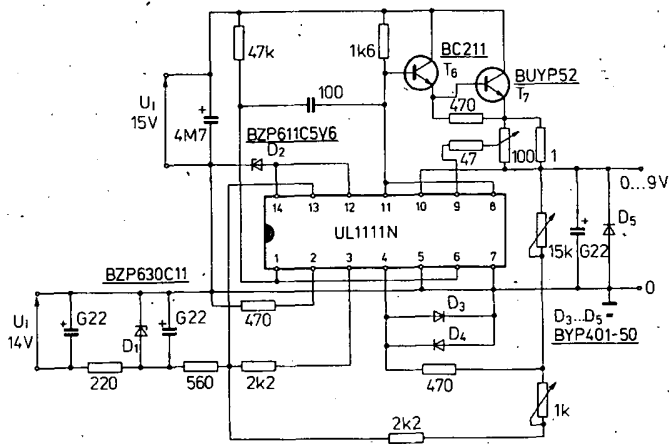 BC211
T6
BUYP52
T7
47k
1k6
100
470
47
100
1
UI
15V
4M7
+
BZP611C5V6
D2
14 13 12 11 10 9 8
UL1111N
1 2 3 4 5 6 7
0...9V
15k
G22
+
D5
0
D3...D5
BYP401-50
BZP630C11
UI
14V
+
G22
D1
+
G22
220
560
470
2k2
D3
D4
470
1k
2k2